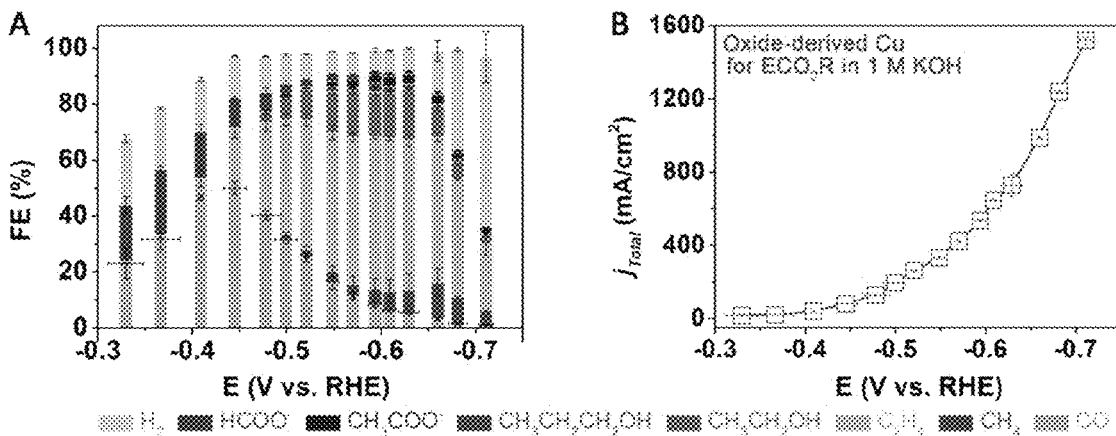 A
B
100
80
60
40
20
0
FE (%)
-0.3 -0.4 -0.5 -0.6 -0.7
E (V vs. RHE)
1600
1200
800
400
0
j_Total (mA/cm²)
Oxide-derived Cu
for ECO₂R in 1 M KOH
-0.3 -0.4 -0.5 -0.6 -0.7
E (V vs. RHE)
H₂ HCOO⁻ CH₃COO⁻ CH₃CH₂CH₂OH CH₃CH₂OH C₂H₄ CH₄ CO